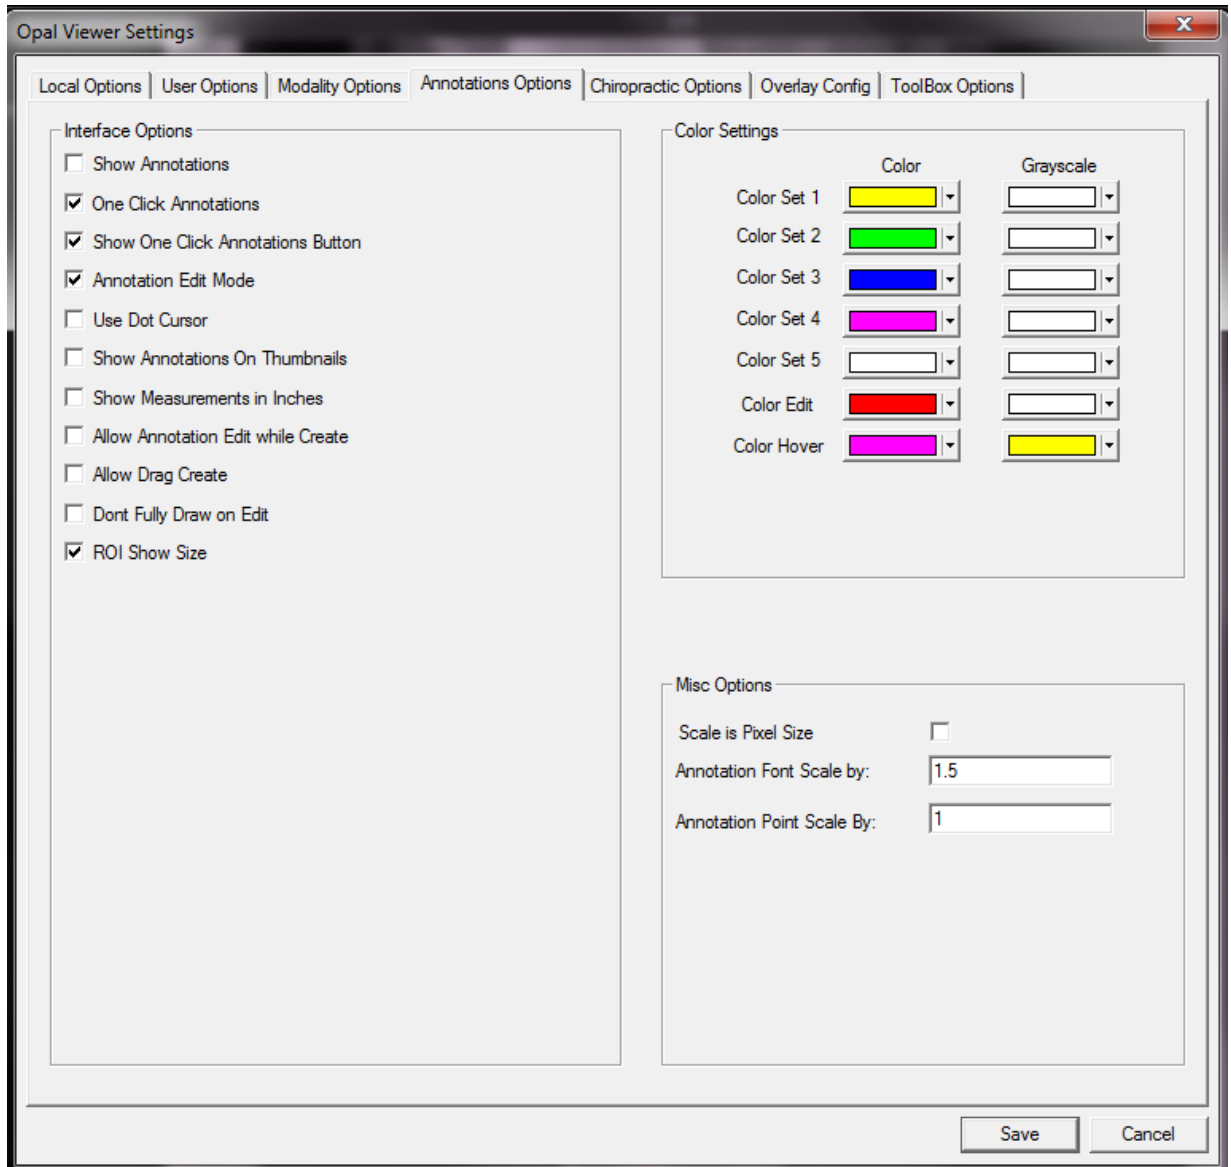 Opal Viewer Settings
Local Options User Options Modality Options Annotations Options Chiropractic Options Overlay Config ToolBox Options
Interface Options
Show Annotations
One Click Annotations
Show One Click Annotations Button
Annotation Edit Mode
Use Dot Cursor
Show Annotations On Thumbnails
Show Measurements in Inches
Allow Annotation Edit while Create
Allow Drag Create
Dont Fully Draw on Edit
ROI Show Size
Color Settings
Color Grayscale
Color Set 1
Color Set 2
Color Set 3
Color Set 4
Color Set 5
Color Edit
Color Hover
Misc Options
Scale is Pixel Size
Annotation Font Scale by: 1.5
Annotation Point Scale By: 1
Save Cancel